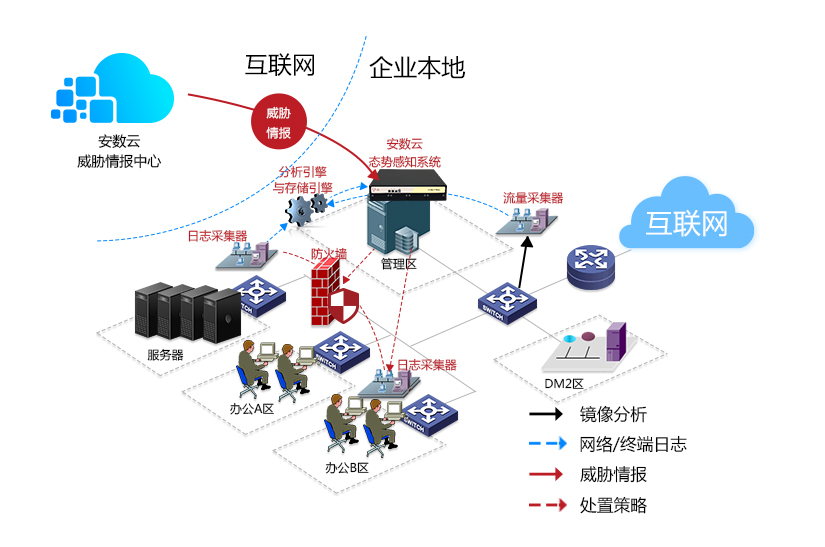 互联网
企业本地
威胁
情报
安数云
威胁情报中心
安数云
态势感知系统
分析引擎
与存储引擎
流量采集器
互联网
日志采集器
防火墙
管理区
SWITCH
SWITCH
服务器
SWITCH
日志采集器
DM2区
办公A区
SWITCH
办公B区
镜像分析
网络/终端日志
威胁情报
处置策略